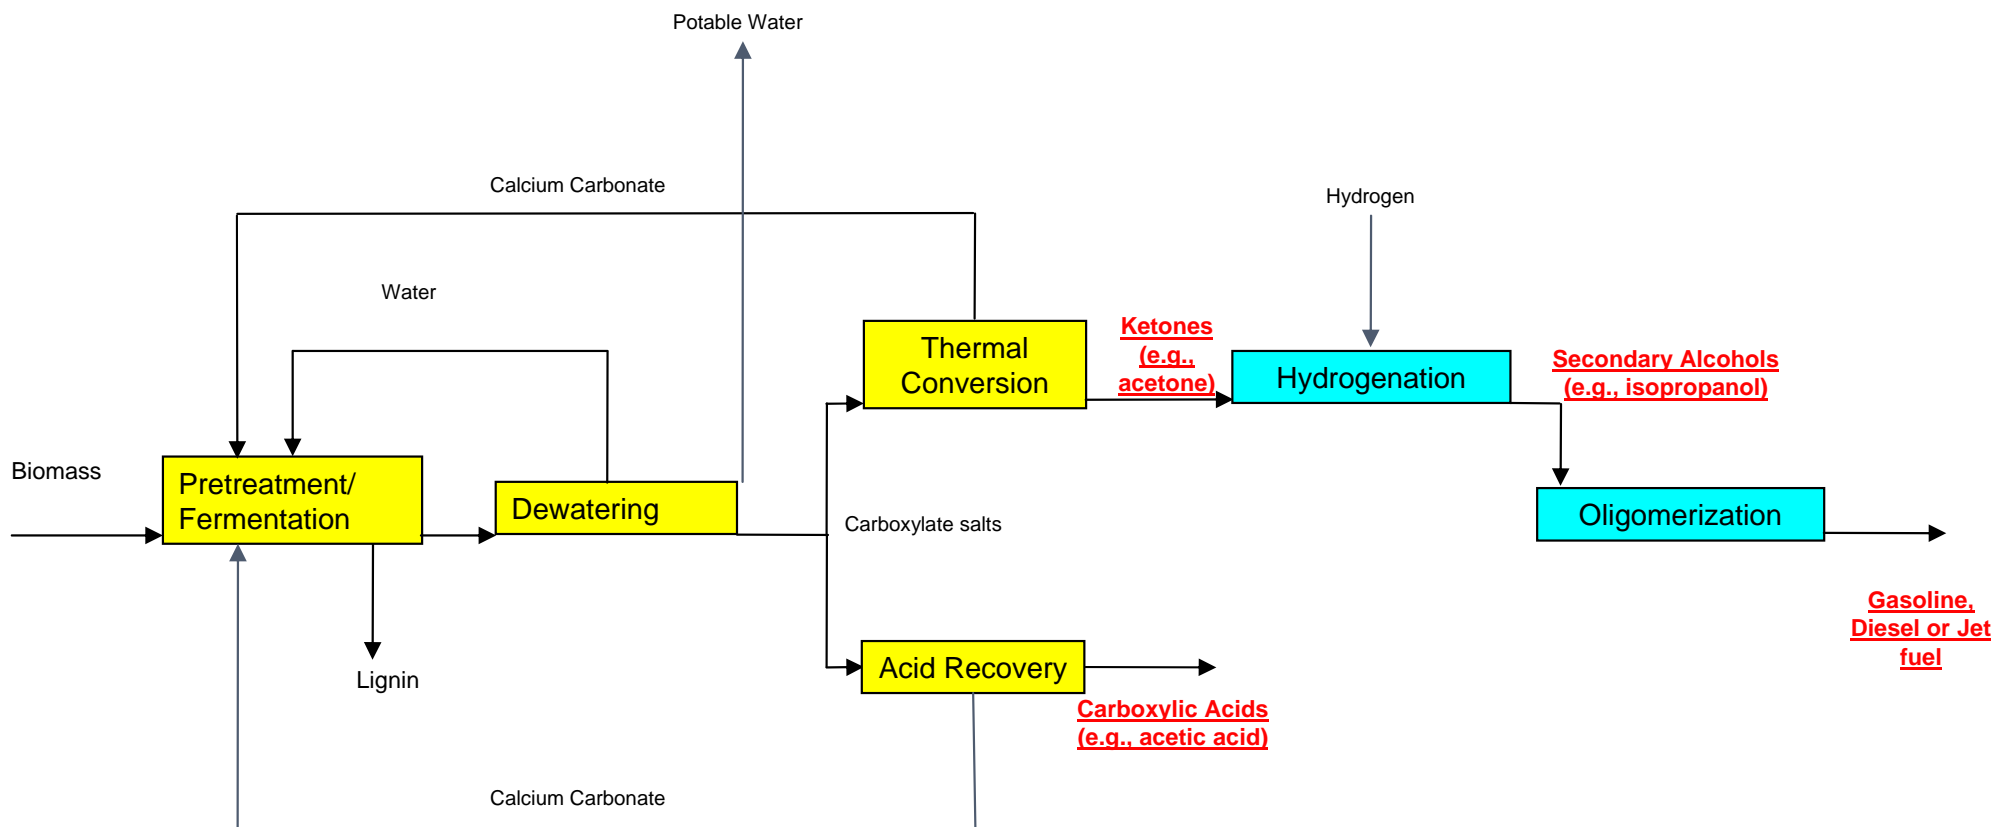 Potable Water
Calcium Carbonate
Hydrogen
Water
Ketones
(e.g.,
acetone)
Thermal
Conversion
Hydrogenation
Secondary Alcohols
(e.g., isopropanol)
Biomass
Pretreatment/
Fermentation
Dewatering
Carboxylate salts
Oligomerization
Gasoline,
Diesel or Jet
fuel
Lignin
Acid Recovery
Carboxylic Acids
(e.g., acetic acid)
Calcium Carbonate